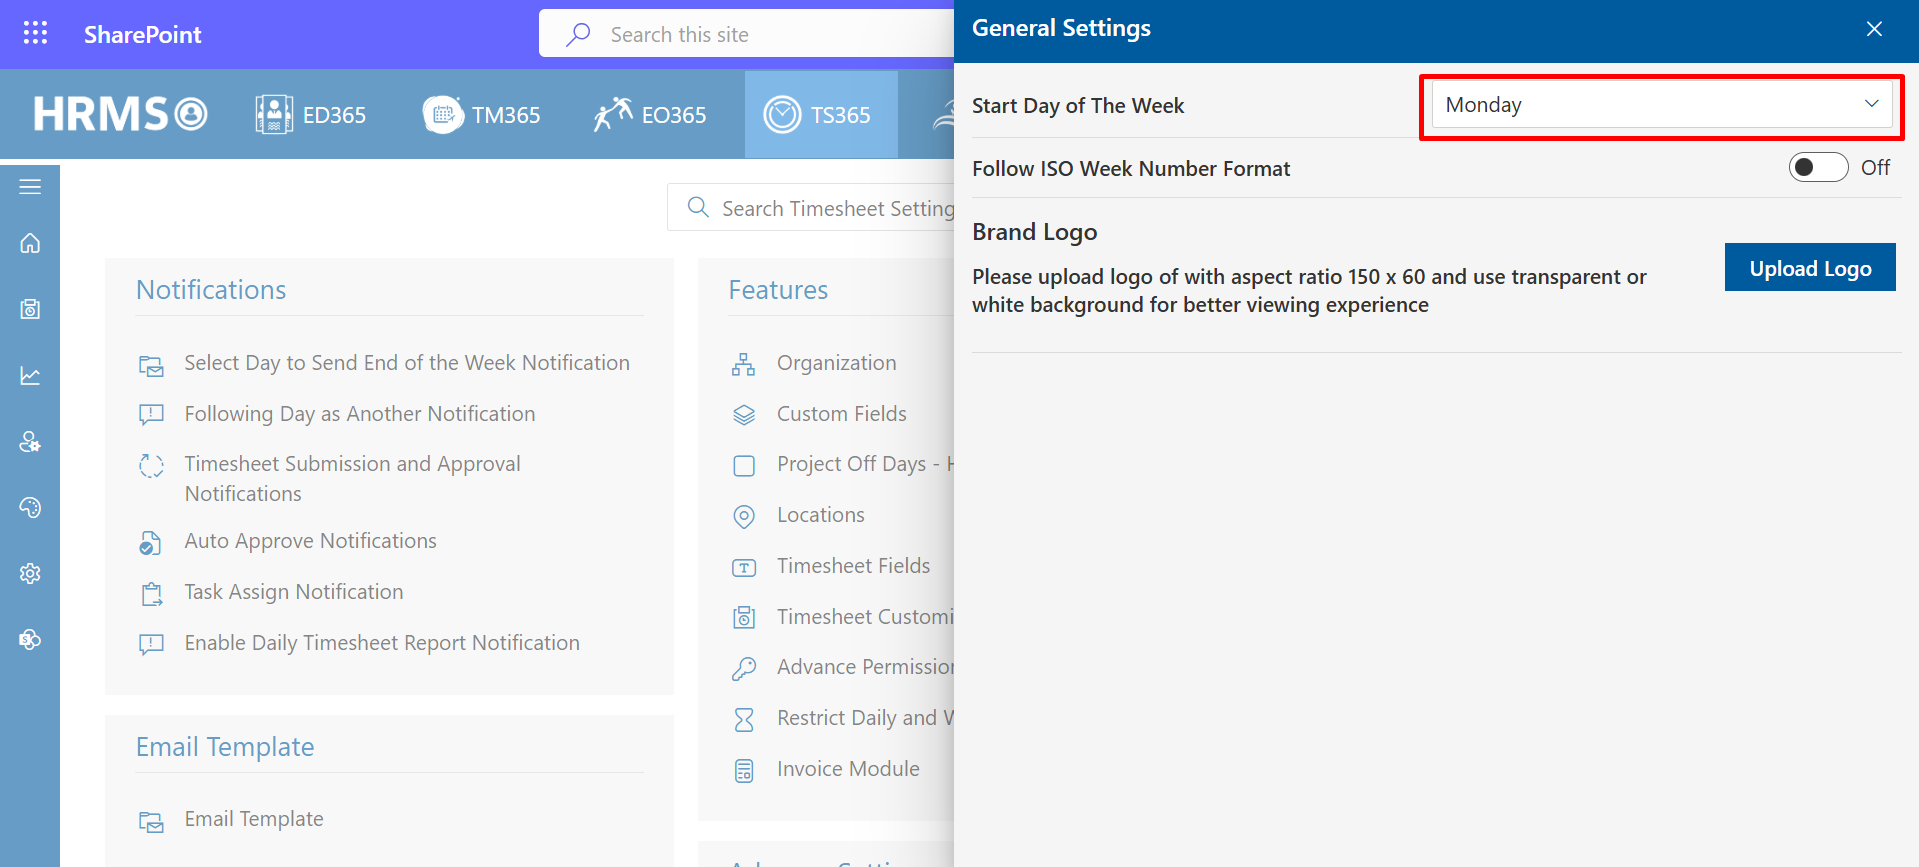 SharePoint
Search this site
HRMS
ED365
TM365
EO365
TS365
Search Timesheet Setting
Notifications
Select Day to Send End of the Week Notification
Following Day as Another Notification
Timesheet Submission and Approval
Notifications
Auto Approve Notifications
Task Assign Notification
Enable Daily Timesheet Report Notification
Email Template
Email Template
Features
Organization
Custom Fields
Project Off Days -
Locations
Timesheet Fields
Timesheet Customi
Advance Permission
Restrict Daily and W
Invoice Module
General Settings
Start Day of The Week
Monday
Follow ISO Week Number Format
Off
Brand Logo
Please upload logo of with aspect ratio 150 x 60 and use transparent or
white background for better viewing experience
Upload Logo